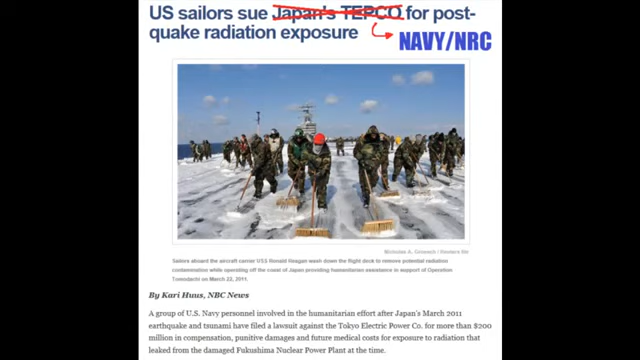 US sailors sue Japan's TEPCO for post-
quake radiation exposure
NAVY/NRC
Sailors aboard the aircraft carrier USS Ronald Reagan wash down the flight deck to remove potential radiation
contamination while operating off the coast of Japan providing humanitarian assistance in support of Operation
Tomodachi on March 22, 2011.
By Kari Huus, NBC News
A group of U.S. Navy personnel involved in the humanitarian effort after Japan's March 2011
earthquake and tsunami have filed a lawsuit against the Tokyo Electric Power Co. for more than $200
million in compensation, punitive damages and future medical costs for exposure to radiation that
leaked from the damaged Fukushima Nuclear Power Plant at the time.